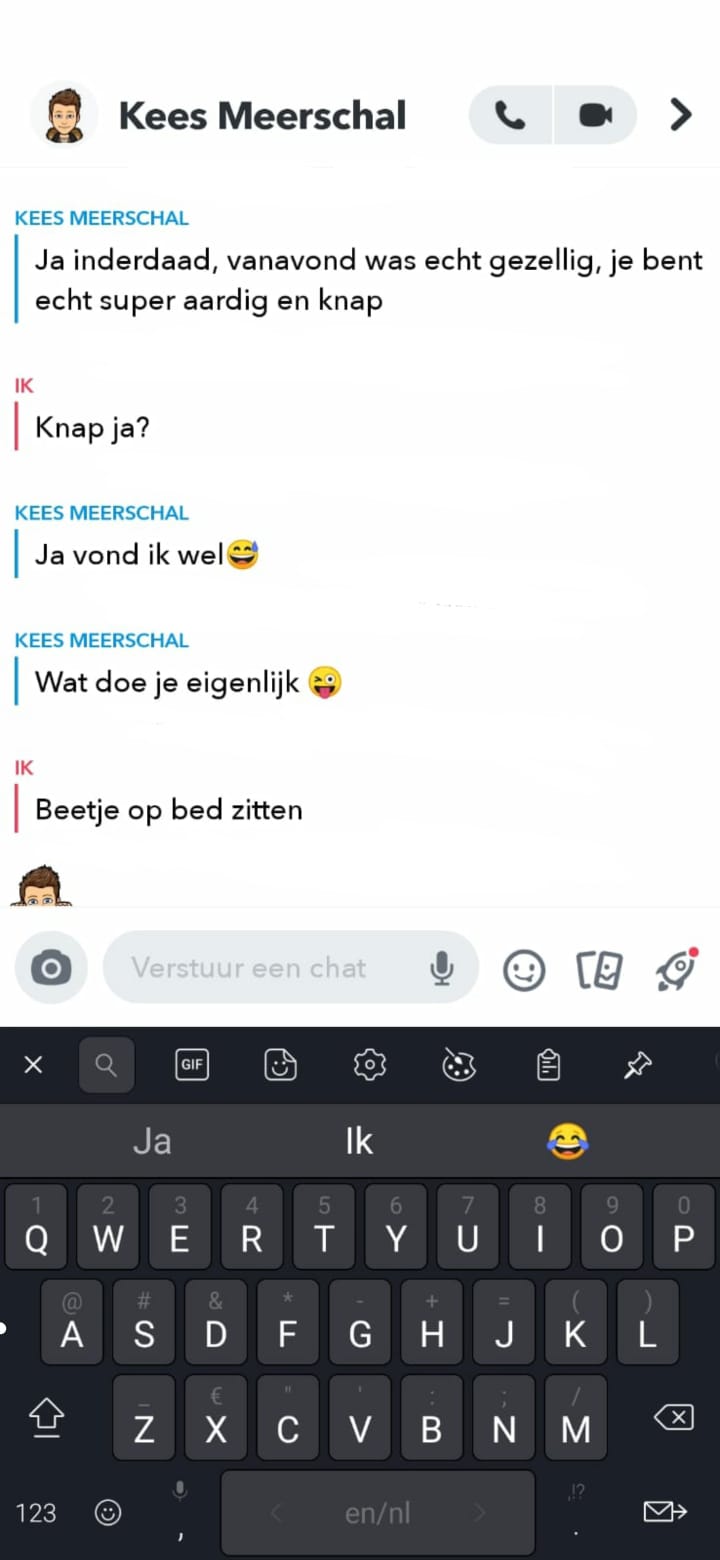 Kees Meerschal
KEES MEERSCHAL
Ja inderdaad, vanavond was echt gezellig, je bent
echt super aardig en knap
IK
Knap ja?
KEES MEERSCHAL
Ja vond ik wel😅
KEES MEERSCHAL
Wat doe je eigenlijk 😜
IK
Beetje op bed zitten
Verstuur een chat
GIF
Ja Ik 😂
1 2 3 4 5 6 7 8 9 0
Q W E R T Y U I O P
@ # & * - + = ( )
A S D F G H J K L
_ € " ' : ; /
Z X C V B N M
123 , < en/nl > ,!? .